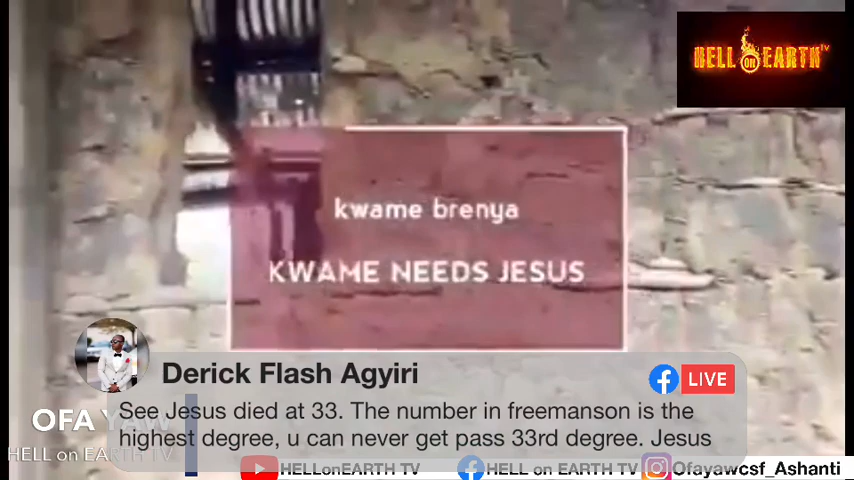 HELL ON EARTH TV
kwame brenya
KWAME NEEDS JESUS
Derick Flash Agyiri
LIVE
See Jesus died at 33. The number in freemanson is the
highest degree, u can never get pass 33rd degree. Jesus
OFA YAW
HELL on EARTH TV
HELLonEARTH TV
HELL on EARTH TV
Ofayawcsf_Ashanti